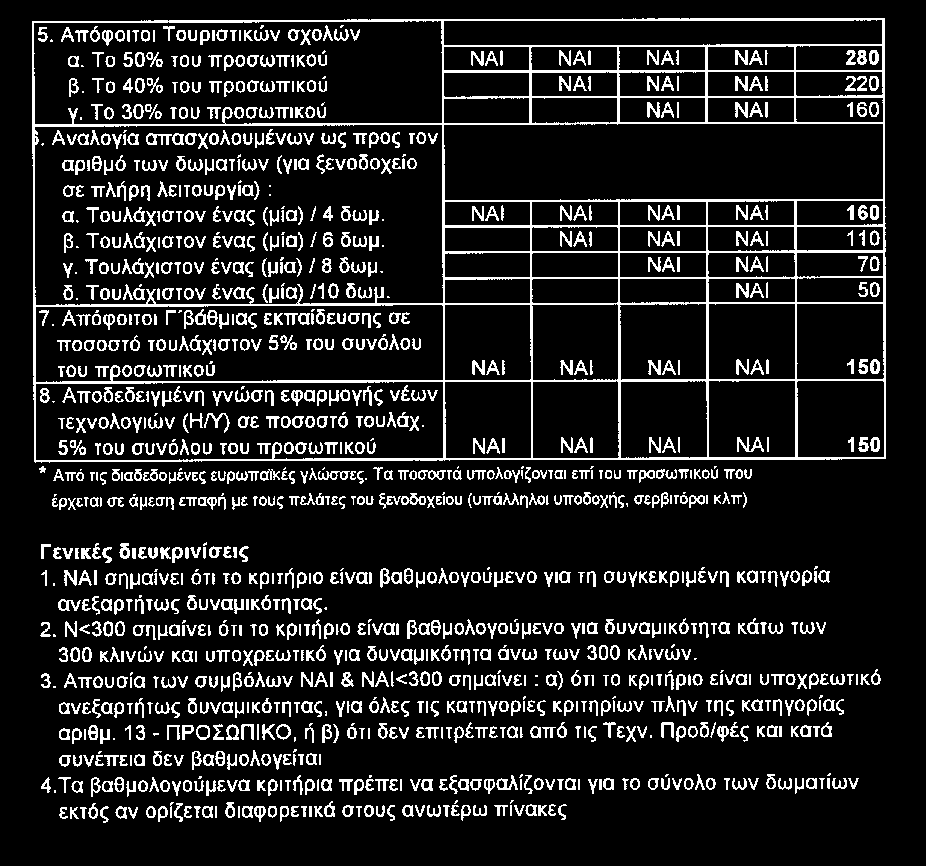 5. Απόφοιτοι Τουριστικών σχολών
α. Το 50% του προσωπικού ΝΑΙ ΝΑΙ ΝΑΙ ΝΑΙ 280
β. Το 40% του προσωπικού ΝΑΙ ΝΑΙ ΝΑΙ 220
γ. Το 30% του προσωπικού ΝΑΙ ΝΑΙ 160
. Αναλογία απασχολουμένων ως προς τον
αριθμό των δωματίων (για ξενοδοχείο
σε πλήρη λειτουργία) :
α. Τουλάχιστον ένας (μία) / 4 δωμ. ΝΑΙ ΝΑΙ ΝΑΙ ΝΑΙ 160
β. Τουλάχιστον ένας (μία) / 6 δωμ. ΝΑΙ ΝΑΙ ΝΑΙ 110
γ. Τουλάχιστον ένας (μία) / 8 δωμ. ΝΑΙ ΝΑΙ 70
δ. Τουλάχιστον ένας (μία) /10 δωμ. ΝΑΙ 50
7. Απόφοιτοι Γ΄βάθμιας εκπαίδευσης σε
ποσοστό τουλάχιστον 5% του συνόλου
του προσωπικού ΝΑΙ ΝΑΙ ΝΑΙ ΝΑΙ 150
8. Αποδεδειγμένη γνώση εφαρμογής νέων
τεχνολογιών (Η/Υ) σε ποσοστό τουλάχ.
5% του συνόλου του προσωπικού ΝΑΙ ΝΑΙ ΝΑΙ ΝΑΙ 150
* Από τις διαδεδομένες ευρωπαϊκές γλώσσες. Τα ποσοστά υπολογίζονται επί του προσωπικού που
έρχεται σε άμεση επαφή με τους πελάτες του ξενοδοχείου (υπάλληλοι υποδοχής, σερβιτόροι κλπ)
Γενικές διευκρινίσεις
1. ΝΑΙ σημαίνει ότι το κριτήριο είναι βαθμολογούμενο για τη συγκεκριμένη κατηγορία
ανεξαρτήτως δυναμικότητας.
2. Ν<300 σημαίνει ότι το κριτήριο είναι βαθμολογούμενο για δυναμικότητα κάτω των
300 κλινών και υποχρεωτικό για δυναμικότητα άνω των 300 κλινών.
3. Απουσία των συμβόλων ΝΑΙ & ΝΑΙ<300 σημαίνει : α) ότι το κριτήριο είναι υποχρεωτικό
ανεξαρτήτως δυναμικότητας, για όλες τις κατηγορίες κριτηρίων πλην της κατηγορίας
αριθμ. 13 - ΠΡΟΣΩΠΙΚΟ, ή β) ότι δεν επιτρέπεται από τις Τεχν. Προδ/φές και κατά
συνέπεια δεν βαθμολογείται
4.Τα βαθμολογούμενα κριτήρια πρέπει να εξασφαλίζονται για το σύνολο των δωματίων
εκτός αν ορίζεται διαφορετικά στους ανωτέρω πίνακες